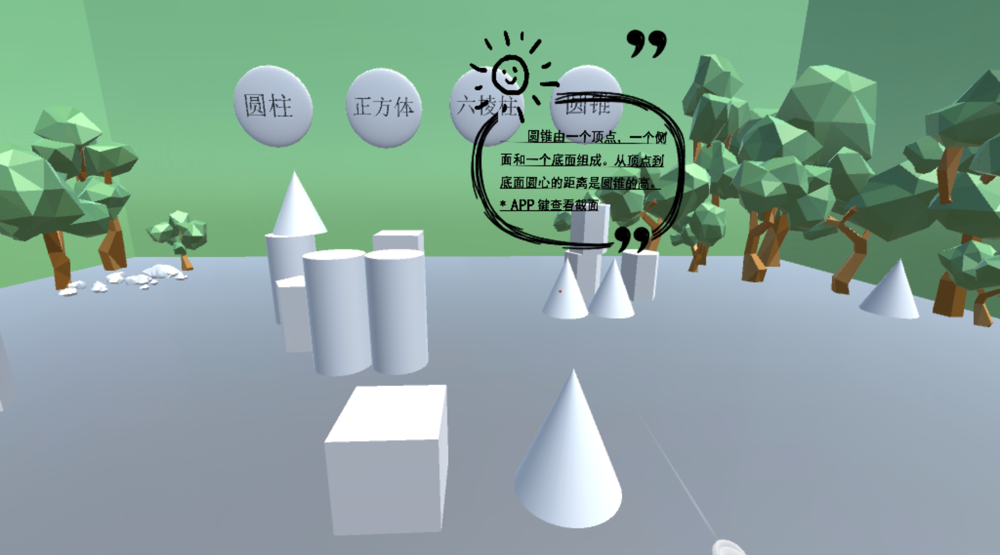 圆柱
正方体
六棱柱
圆锥
圆锥由一个顶点，一个侧
面和一个底面组成。从顶点到
底面圆心的距离是圆锥的高。
* APP 键查看截面